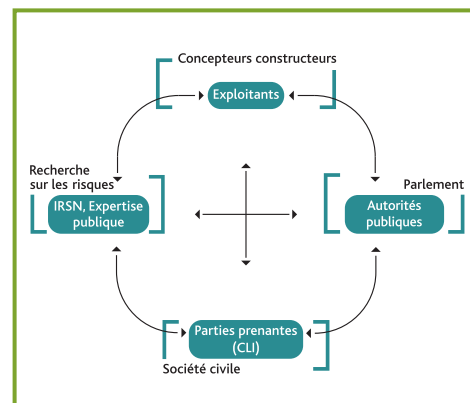 Concepteurs constructeurs
Exploitants
Recherche
sur les risques
IRSN, Expertise
publique
Parlement
Autorités
publiques
Parties prenantes
(CLI)
Société civile